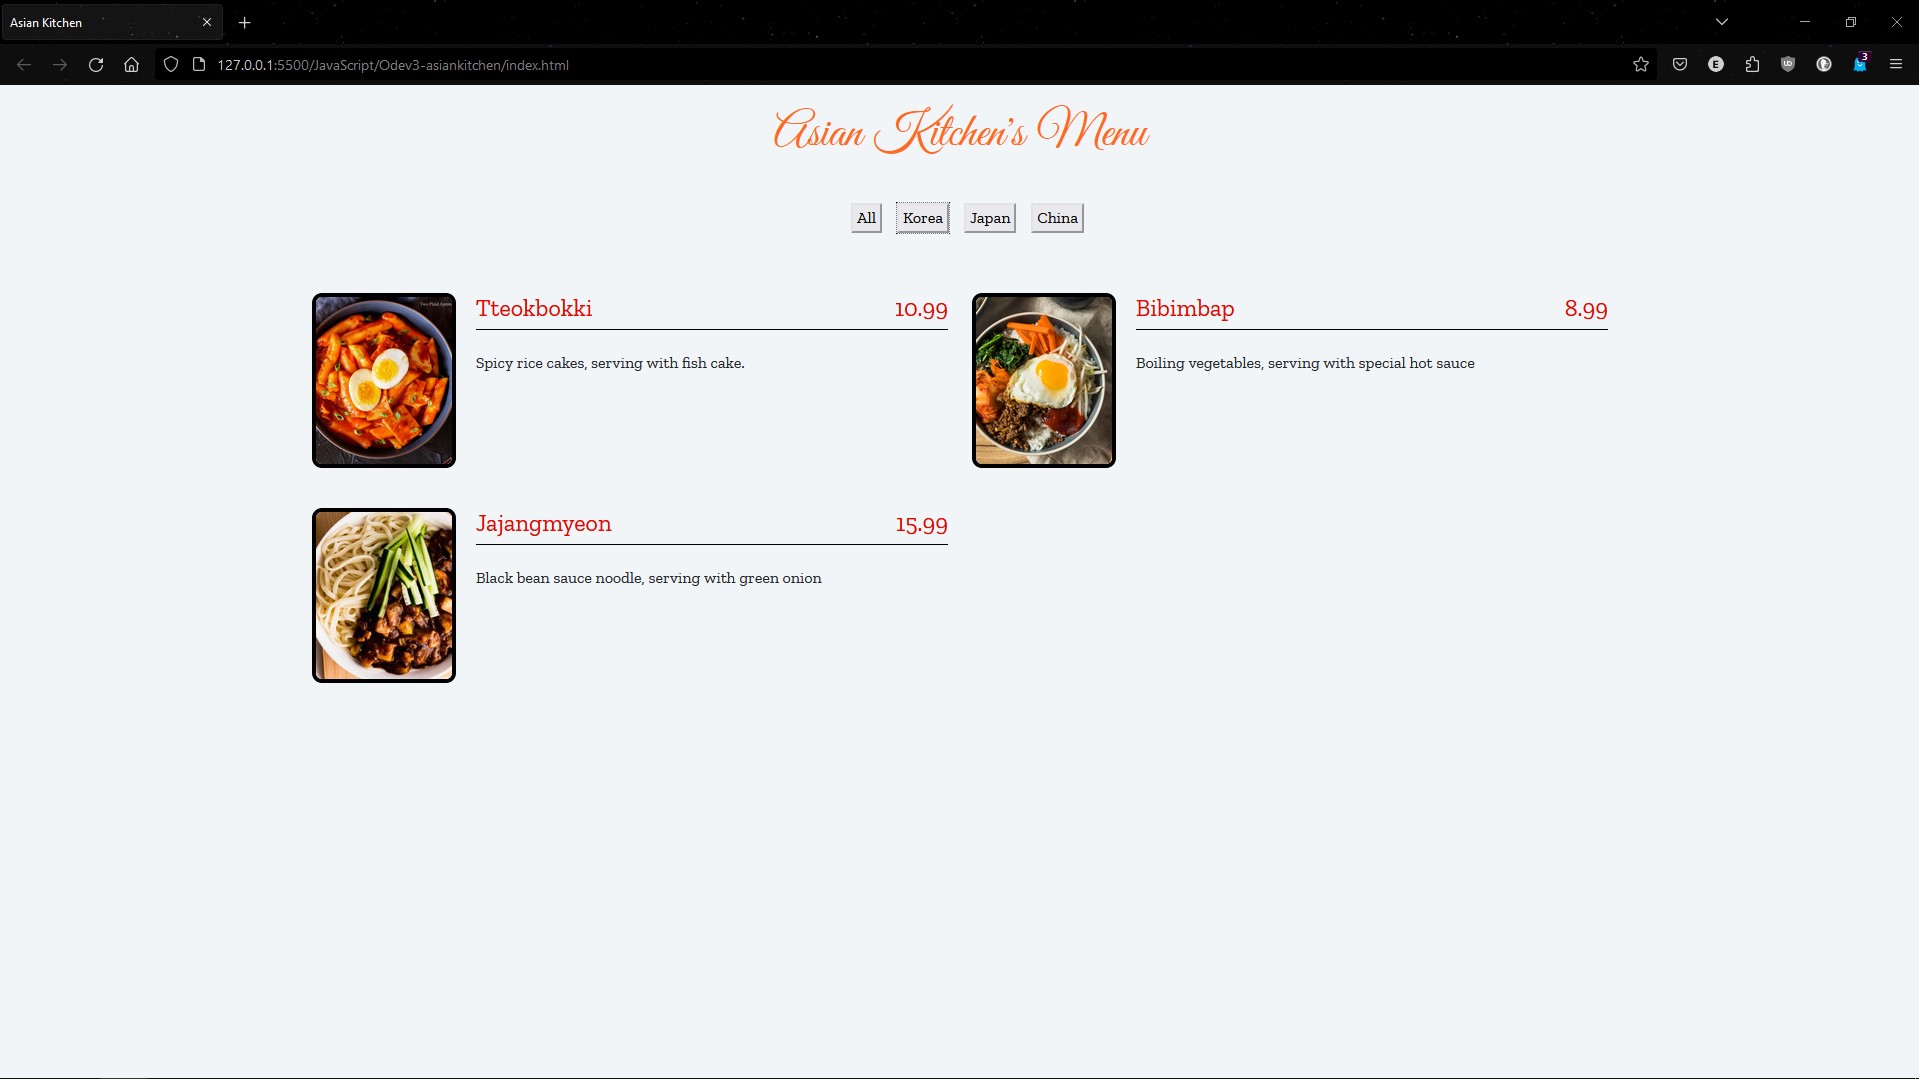 Asian Kitchen
127.0.0.1:5500/JavaScript/Odev3-asiankitchen/index.html
E
3
Asian Kitchen's Menu
All Korea Japan China
Tteokbokki 10.99
Spicy rice cakes, serving with fish cake.
Bibimbap 8.99
Boiling vegetables, serving with special hot sauce
Jajangmyeon 15.99
Black bean sauce noodle, serving with green onion